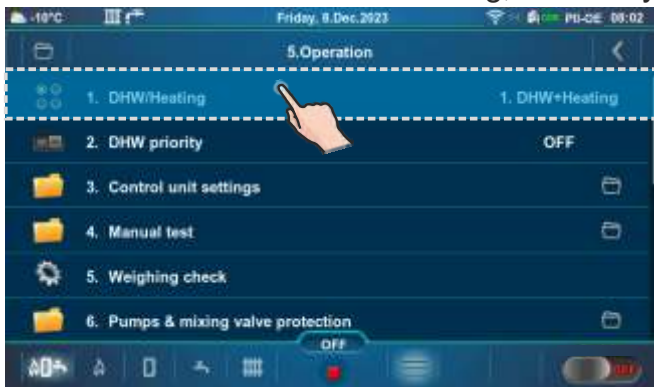 -10°C Friday, 8.Dec.2023 PU-OE 08:02
5.Operation
1. DHW/Heating 1. DHW+Heating
2. DHW priority OFF
3. Control unit settings
4. Manual test
5. Weighing check
6. Pumps & mixing valve protection
OFF
OFF